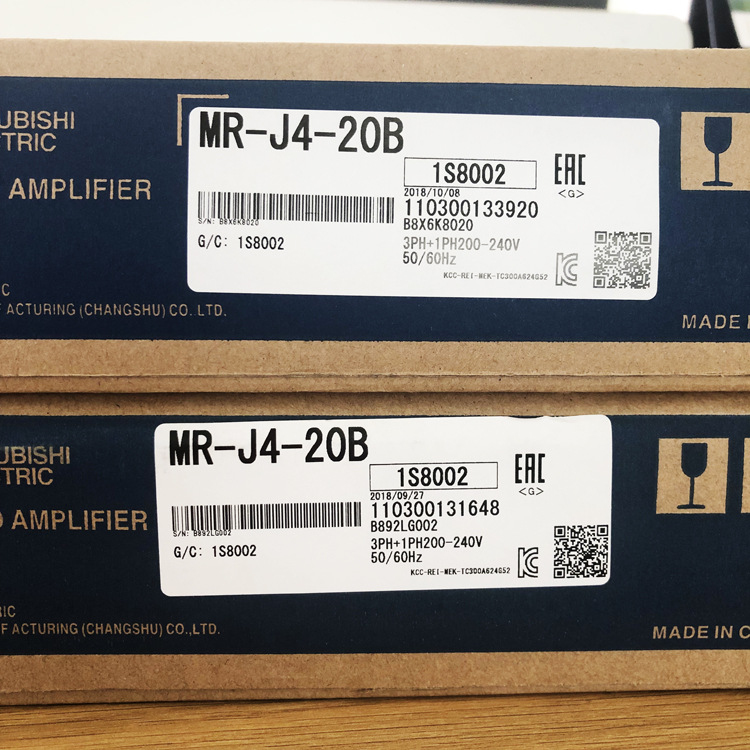 UBISHI
TRIC
AMPLIFIER
MR-J4-20B
1S8002
EAC
<G>
2018/10/08
110300133920
S/N: B8X6K8020
B8X6K8020
G/C: 1S8002
3PH+1PH200-240V
50/60Hz
KCC-REI-MEK-TC300A624G52
C
ACTURING (CHANGSHU) CO. LTD.
MADE I
UBISHI
TRIC
AMPLIFIER
MR-J4-20B
1S8002
EAC
<G>
2018/09/27
110300131648
S/N: B892LG002
B892LG002
G/C: 1S8002
3PH+1PH200-240V
50/60Hz
KCC-REI-MEK-TC300A624G52
RIC
F ACTURING (CHANGSHU) CO.,LTD.
MADE IN C